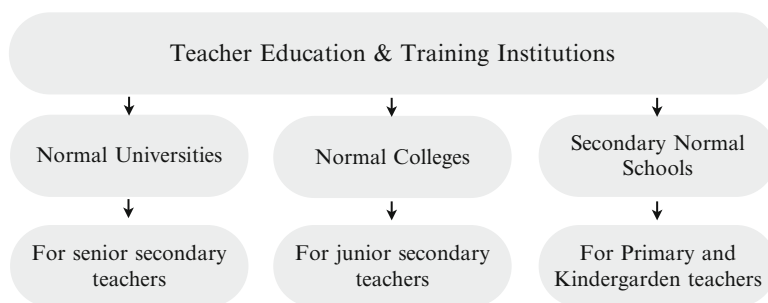 Teacher Education & Training Institutions
Normal Universities
Normal Colleges
Secondary Normal
Schools
For senior secondary
teachers
For junior secondary
teachers
For Primary and
Kindergarden teachers